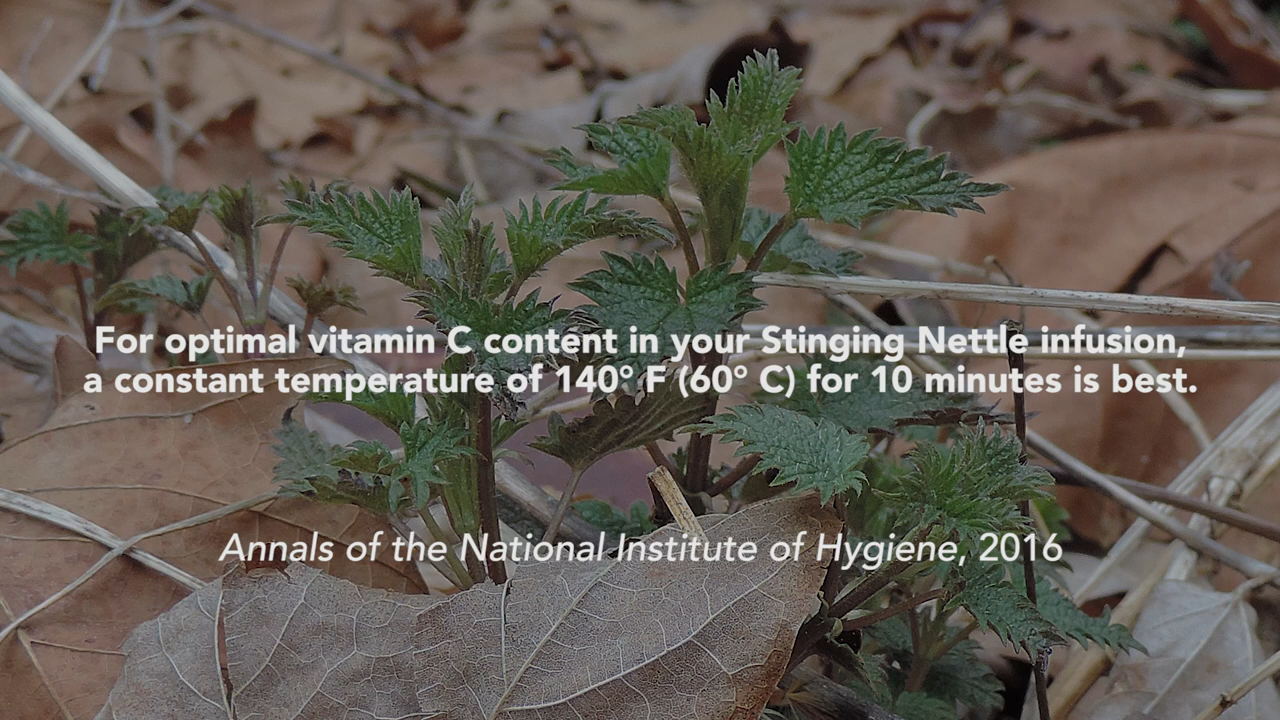 For optimal vitamin C content in your Stinging Nettle infusion,
a constant temperature of 140° F (60° C) for 10 minutes is best.
Annals of the National Institute of Hygiene, 2016